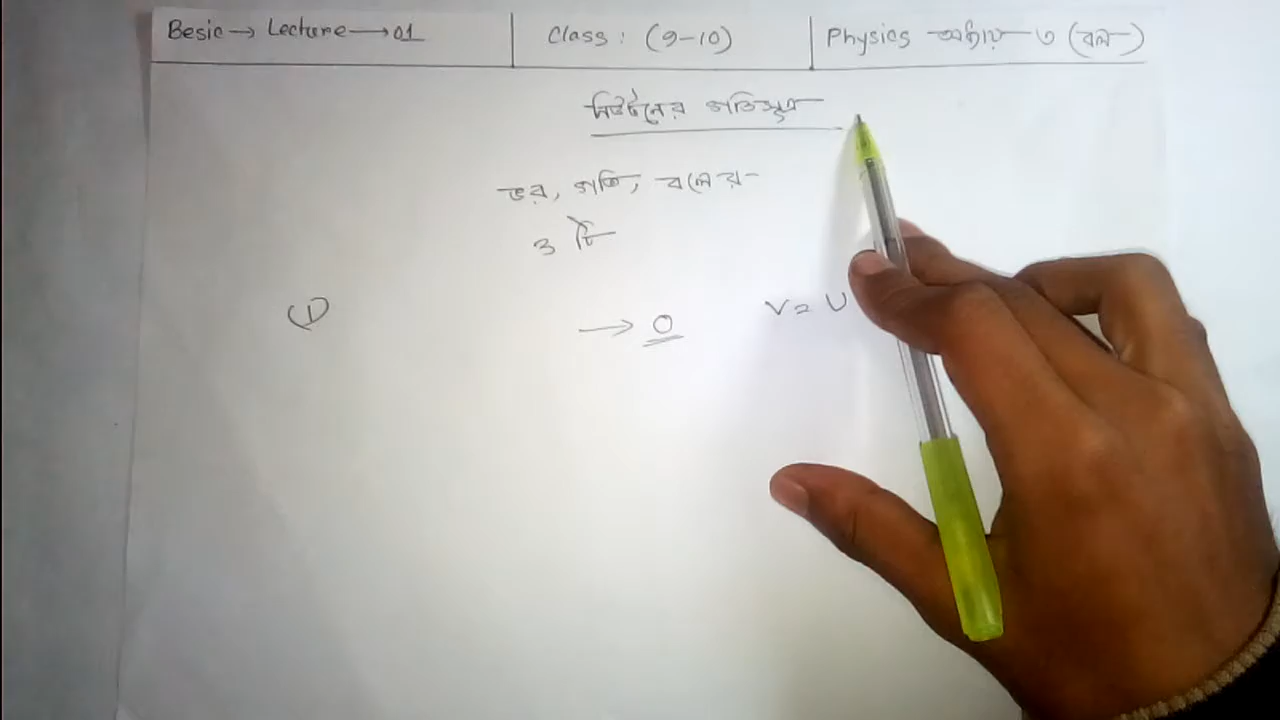 Besic → Lecture → 01
Class : (9-10)
Physics অধ্যায় - ৩ (বল)
নিউটনের গতিসূত্র
ভর, গতি, বলের-
3 টি
①
→ 0
V = U